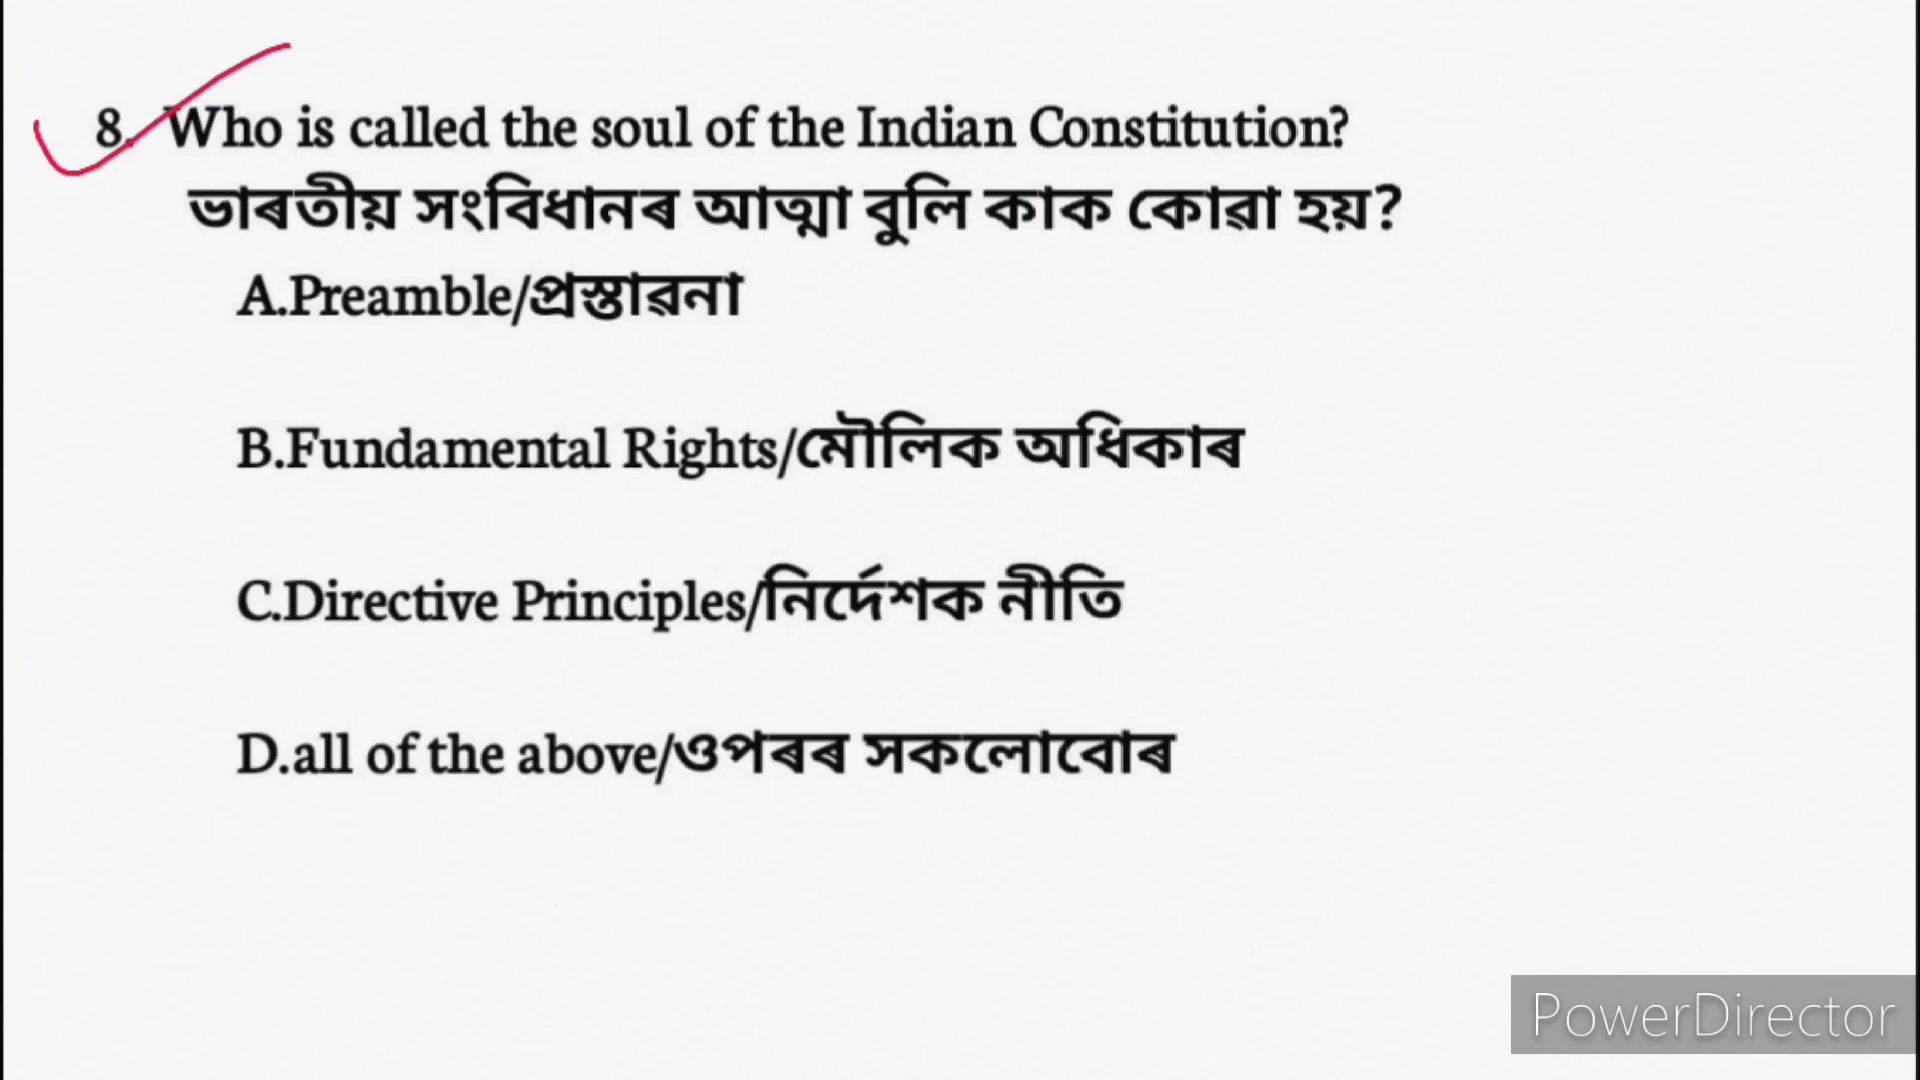 8. Who is called the soul of the Indian Constitution?
ভাৰতীয় সংবিধানৰ আত্মা বুলি কাক কোৱা হয়?
A.Preamble/প্ৰস্তাৱনা
B.Fundamental Rights/মৌলিক অধিকাৰ
C.Directive Principles/নিৰ্দেশক নীতি
D.all of the above/ওপৰৰ সকলোবোৰ
PowerDirector